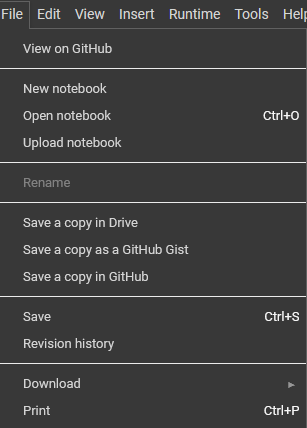 File Edit View Insert Runtime Tools Help
View on GitHub
New notebook
Open notebook Ctrl+O
Upload notebook
Rename
Save a copy in Drive
Save a copy as a GitHub Gist
Save a copy in GitHub
Save Ctrl+S
Revision history
Download ►
Print Ctrl+P